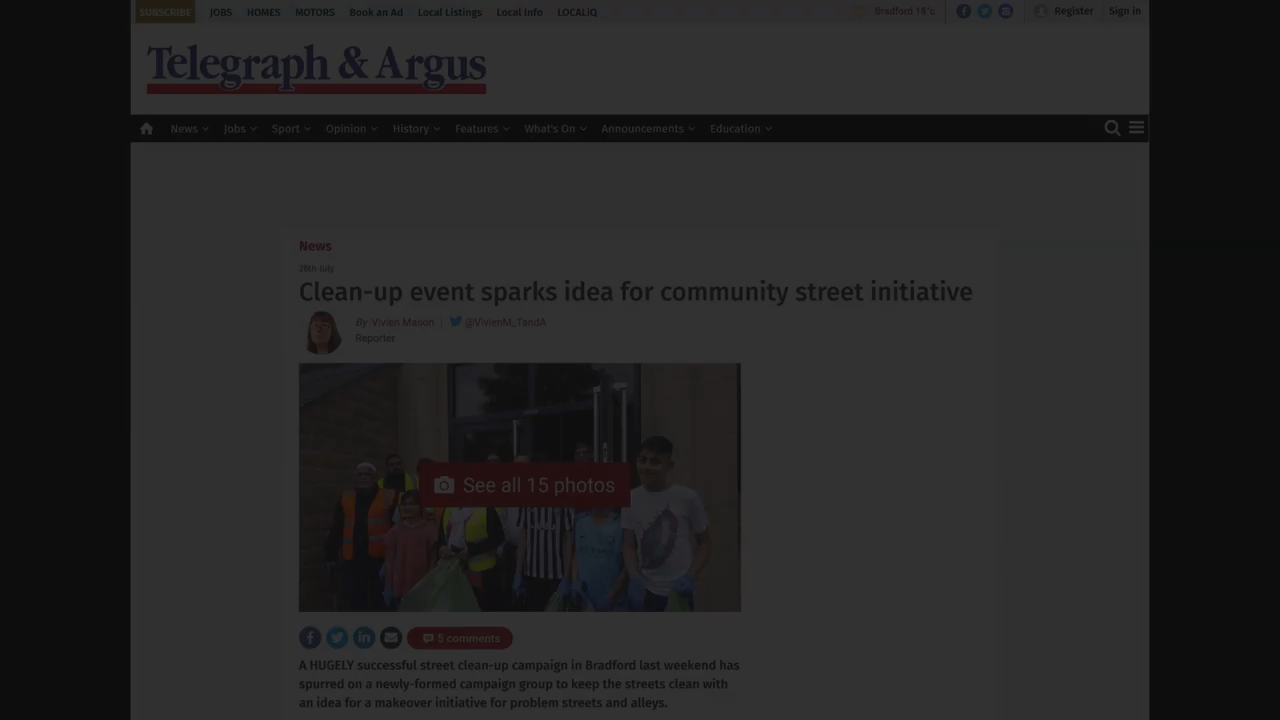 SUBSCRIBE JOBS HOMES MOTORS Book an Ad Local Listings Local Info LOCALiQ Bradford 18°c Register Sign in
Telegraph & Argus
News Jobs Sport Opinion History Features What's On Announcements Education
News
28th July
Clean-up event sparks idea for community street initiative
By Vivien Mason | @VivienM_TandA
Reporter
See all 15 photos
5 comments
A HUGELY successful street clean-up campaign in Bradford last weekend has
spurred on a newly-formed campaign group to keep the streets clean with
an idea for a makeover initiative for problem streets and alleys.